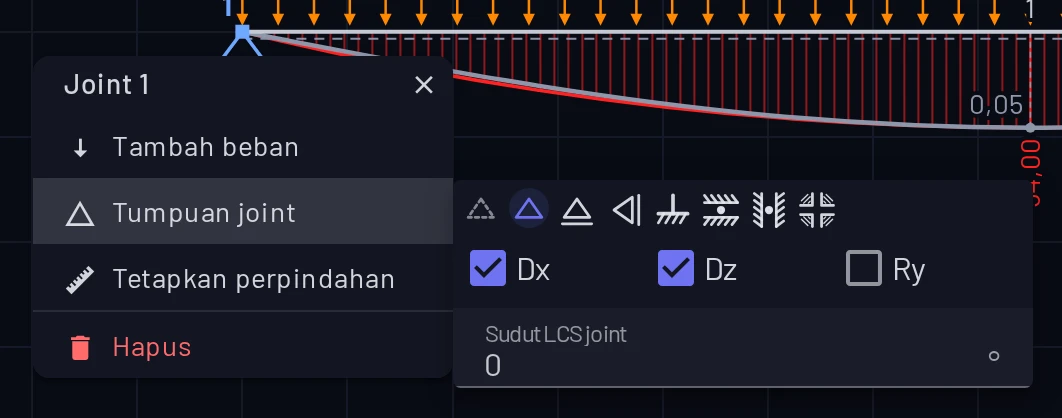 1
1
Joint 1
0,05
Tambah beban
Tumpuan joint
Dx
Dz
Ry
Tetapkan perpindahan
Sudut LCS joint
0
°
Hapus